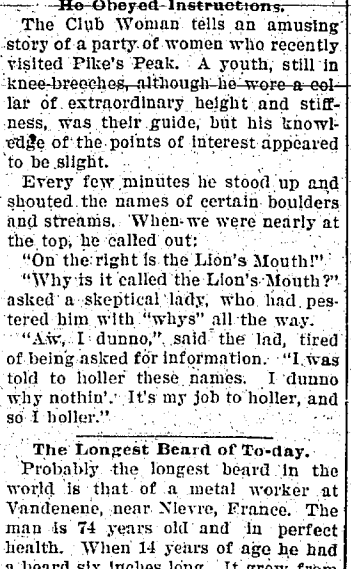 He Obeyed Instructions.
The Club Woman tells an amusing
story of a party of women who recently
visited Pike's Peak. A youth, still in
knee-breeches, although he wore a col-
lar of extraordinary height and stiff-
ness, was their guide, but his knowl-
edge of the points of interest appeared
to be slight.
Every few minutes he stood up and
shouted the names of certain boulders
and streams. When we were nearly at
the top, he called out:
"On the right is the Lion's Mouth!"
"Why is it called the Lion's Mouth?"
asked a skeptical lady, who had pes-
tered him with "whys" all the way.
"Aw, I dunno," said the lad, tired
of being asked for information. "I was
told to holler these names. I dunno
why nothin'. It's my job to holler, and
so I holler."
The Longest Beard of To-day.
Probably the longest beard in the
world is that of a metal worker at
Vandenene, near Nievre, France. The
man is 74 years old and in perfect
health. When 14 years of age he had
a beard six inches long. It grew from